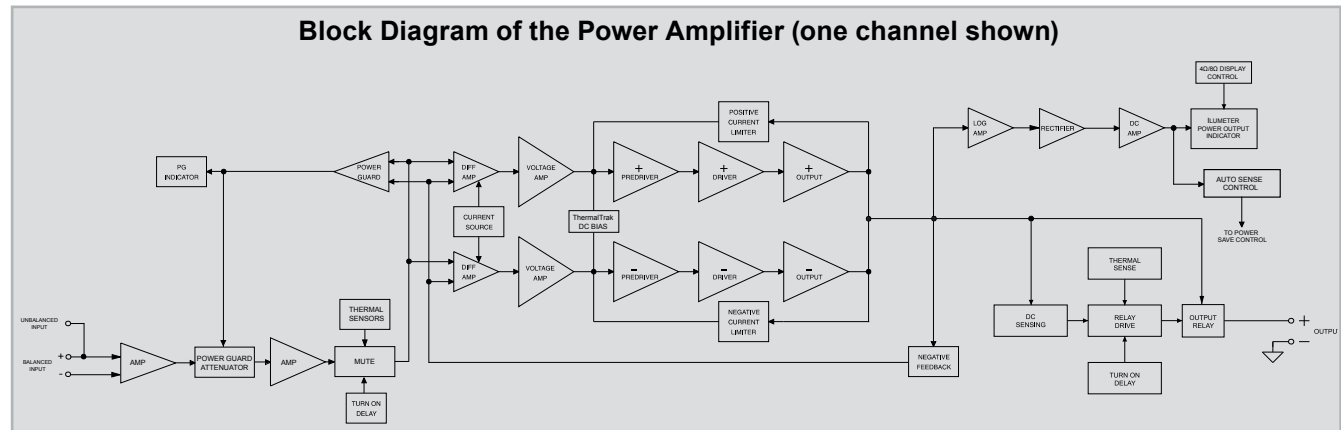 Block Diagram of the Power Amplifier (one channel shown)
4Ω/8Ω DISPLAY
CONTROL
POSITIVE
CURRENT
LIMITER
LOG
AMP
RECTIFIER
DC
AMP
ILUMETER
POWER OUTPUT
INDICATOR
PG
INDICATOR
POWER
GUARD
DIFF
AMP
VOLTAGE
AMP
+
PREDRIVER
+
DRIVER
+
OUTPUT
AUTO SENSE
CONTROL
CURRENT
SOURCE
ThermalTrak
DC BIAS
TO POWER
SAVE CONTROL
DIFF
AMP
VOLTAGE
AMP
−
PREDRIVER
−
DRIVER
−
OUTPUT
THERMAL
SENSE
THERMAL
SENSORS
NEGATIVE
CURRENT
LIMITER
DC
SENSING
RELAY
DRIVE
OUTPUT
RELAY
+
−
OUTPU
UNBALANCED
INPUT
BALANCED
INPUT
+
-
AMP
POWER GUARD
ATTENUATOR
AMP
MUTE
NEGATIVE
FEEDBACK
TURN ON
DELAY
TURN ON
DELAY